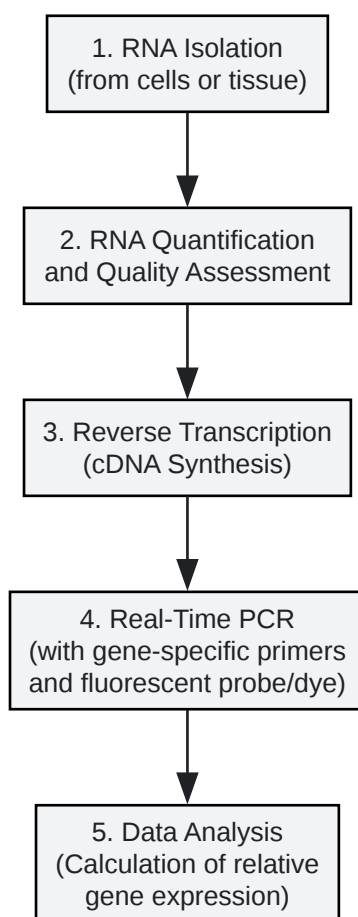 1. RNA Isolation
(from cells or tissue)
2. RNA Quantification
and Quality Assessment
3. Reverse Transcription
(cDNA Synthesis)
4. Real-Time PCR
(with gene-specific primers
and fluorescent probe/dye)
5. Data Analysis
(Calculation of relative
gene expression)